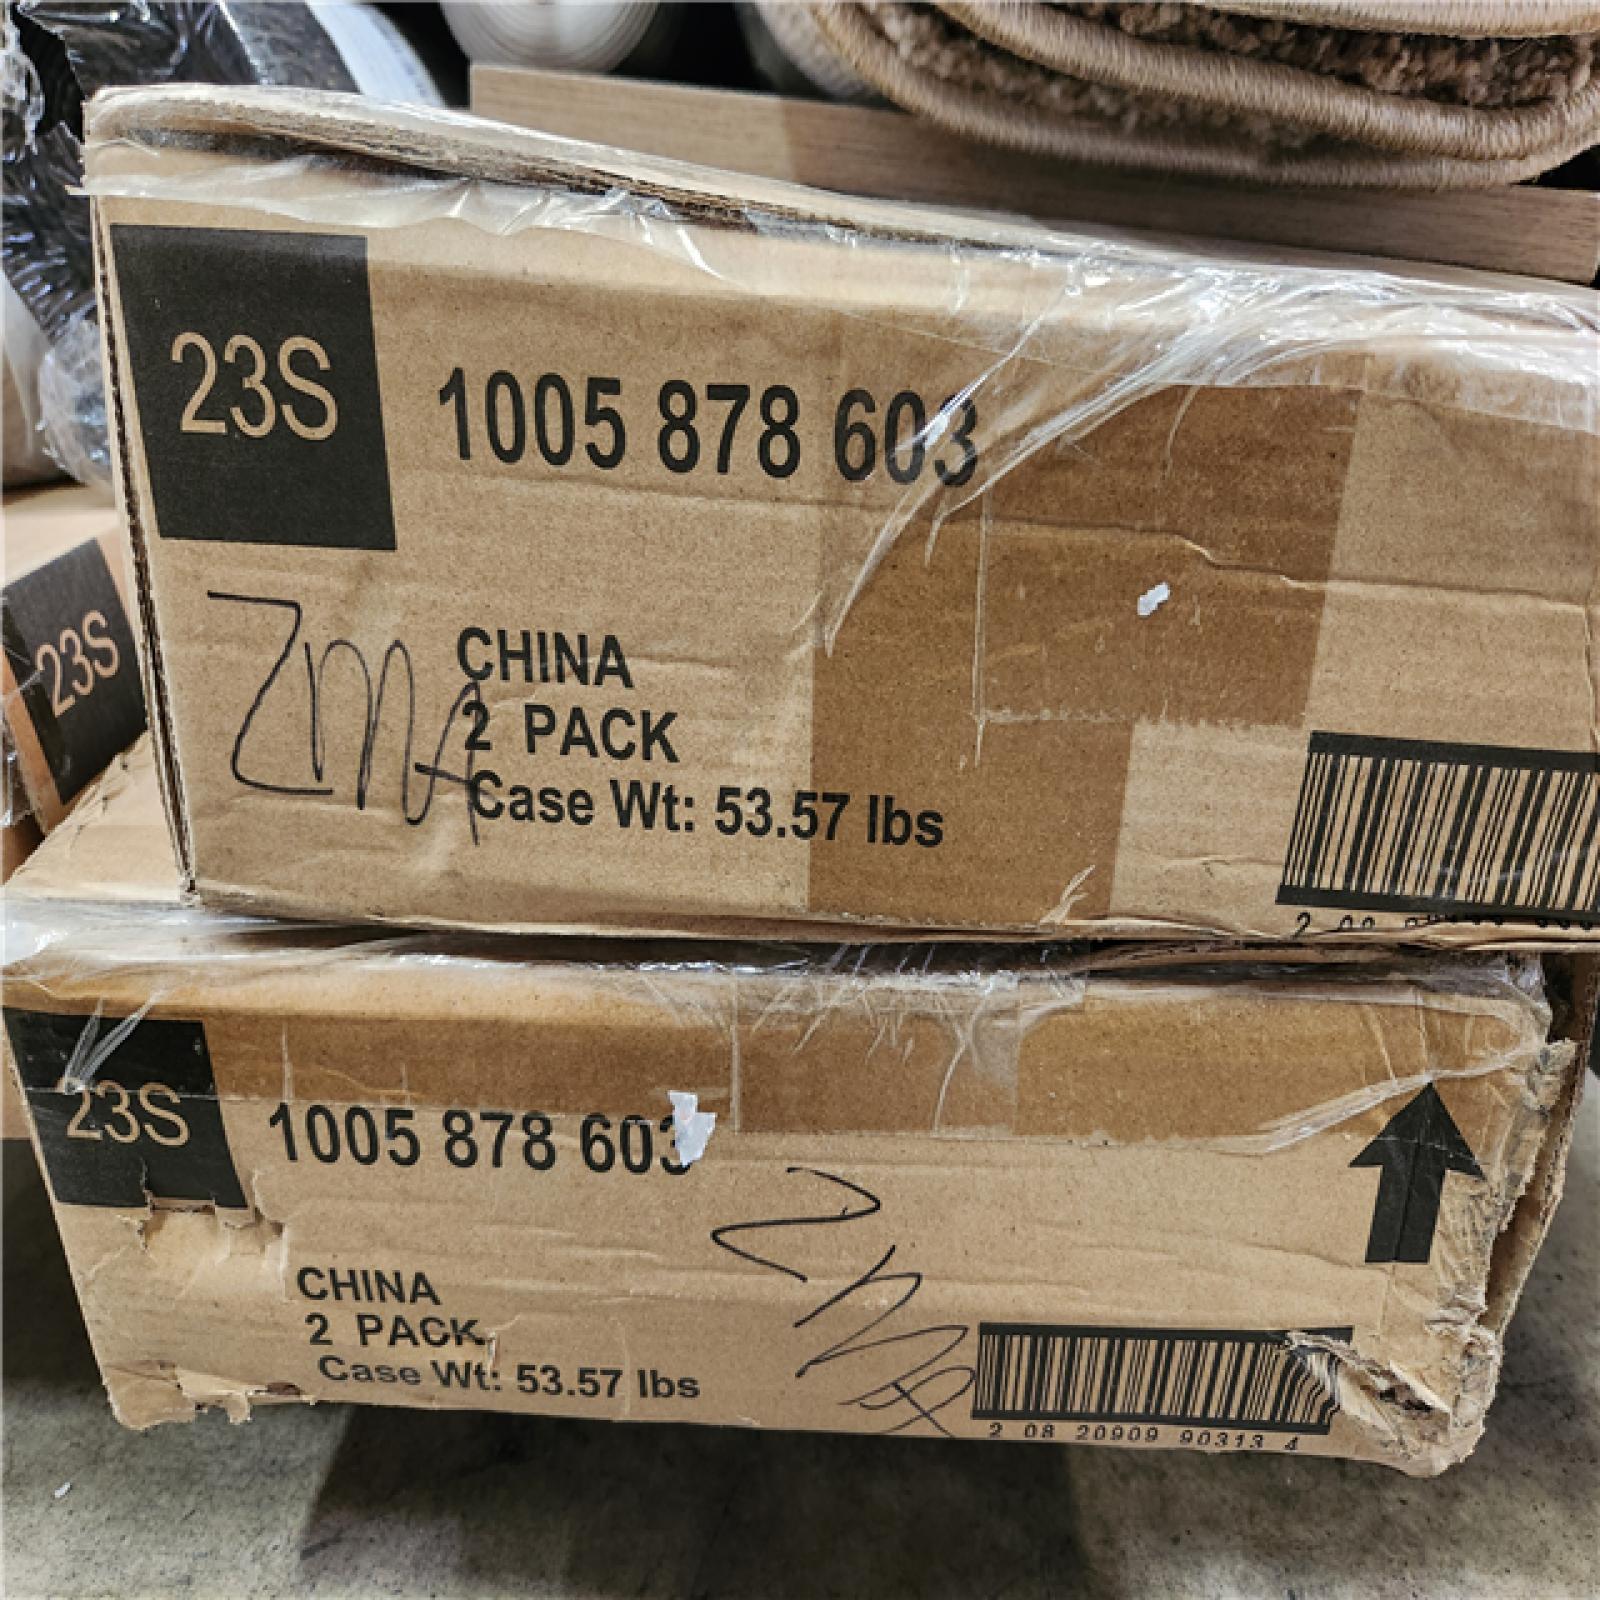 23S
1005 878 603
ZMA
CHINA
2 PACK
Case Wt: 53.57 lbs
23S
23S
1005 878 603
CHINA
2 PACK
Case Wt: 53.57 lbs
2 08 20909 90313 4